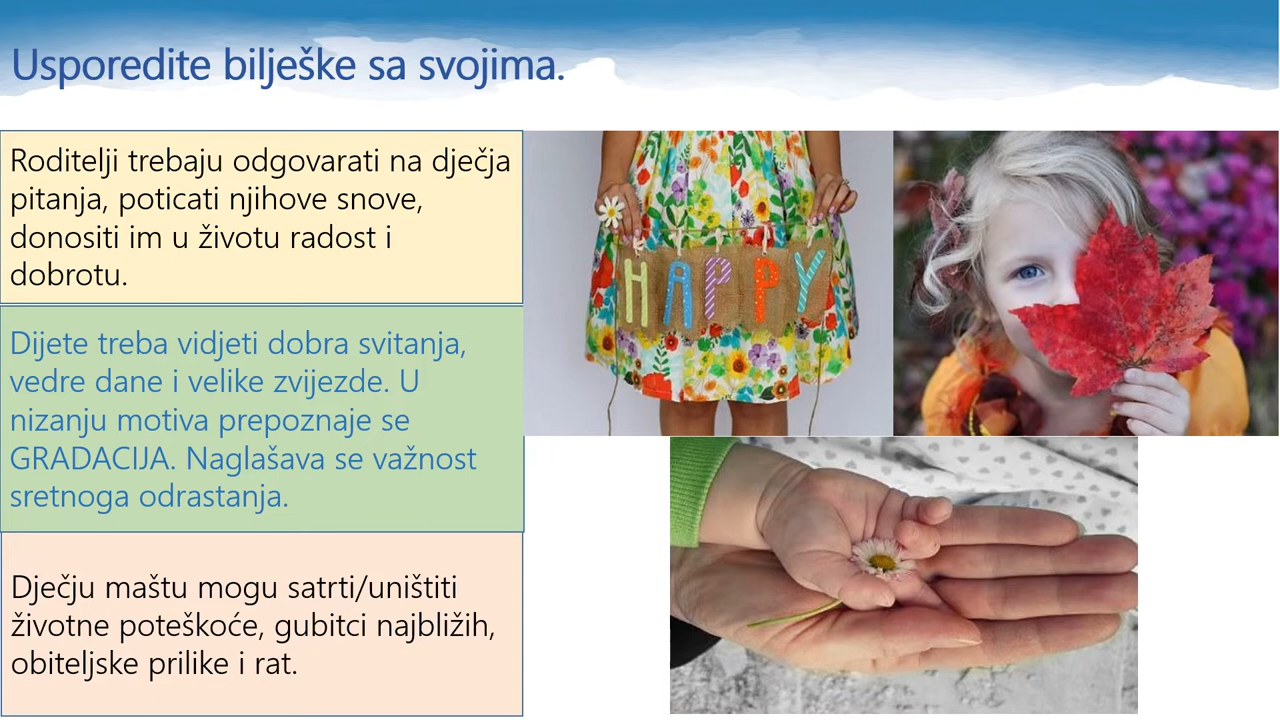 Usporedite bilješke sa svojima.
Roditelji trebaju odgovarati na dječja
pitanja, poticati njihove snove,
donositi im u životu radost i
dobrotu.
Dijete treba vidjeti dobra svitanja,
vedre dane i velike zvijezde. U
nizanju motiva prepoznaje se
GRADACIJA. Naglašava se važnost
sretnoga odrastanja.
Dječju maštu mogu satrti/uništiti
životne poteškoće, gubitci najbližih,
obiteljske prilike i rat.
HAPPY